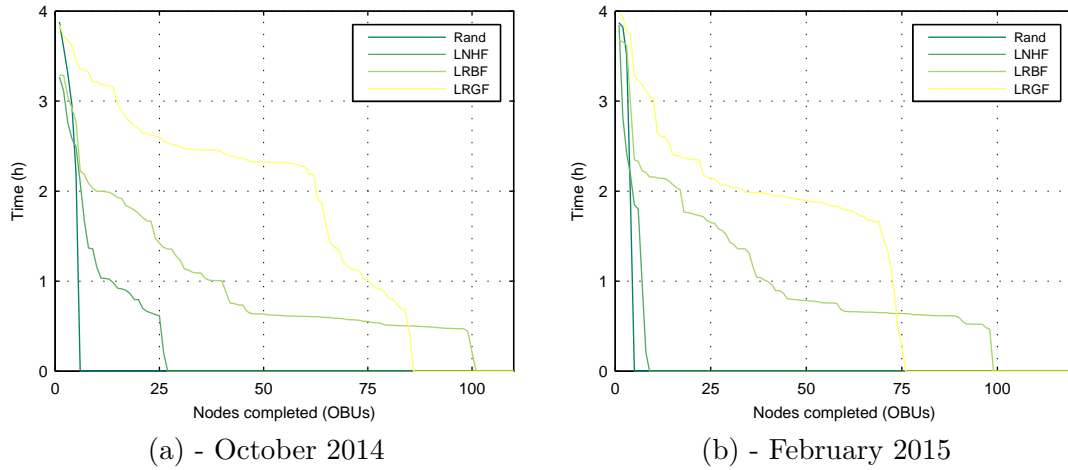 4
3
2
1
0
0
25
50
75
100
Time (h)
Nodes completed (OBUs)
Rand
LNHF
LRBF
LRGF
(a) - October 2014
4
3
2
1
0
0
25
50
75
100
Time (h)
Nodes completed (OBUs)
Rand
LNHF
LRBF
LRGF
(b) - February 2015